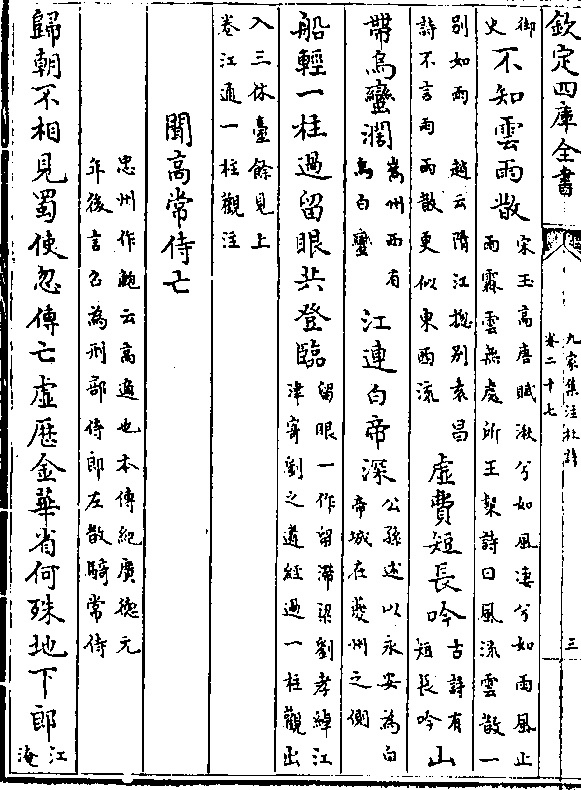 欽定四庫全書
九家集注杜詩
卷二十七
三
御史不知雲雨散宋玉高唐賦湫兮如風凄兮如雨風止雨霽雲無處所王粲詩曰風流雲散一
别如雨 趙云隋江揔别袁昌詩不言雨雨散更似東西流虛費短長吟古詩有短長吟山
帶烏蠻濶巂州西有烏白蠻江連白帝深公孫述以永安為白帝城在夔州之側
船輕一柱過留眼共登臨留眼一作留滯梁劉孝綽江津寄劉之遴經過一柱觀出
入三休臺餘見上卷江通一柱觀注
聞高常侍亡
忠州作鮑云高適也本傳紀廣徳元年後言召為刑部侍郎左散騎常侍
歸朝不相見蜀使忽傳亡虛歴金華省何殊地下郎江淹